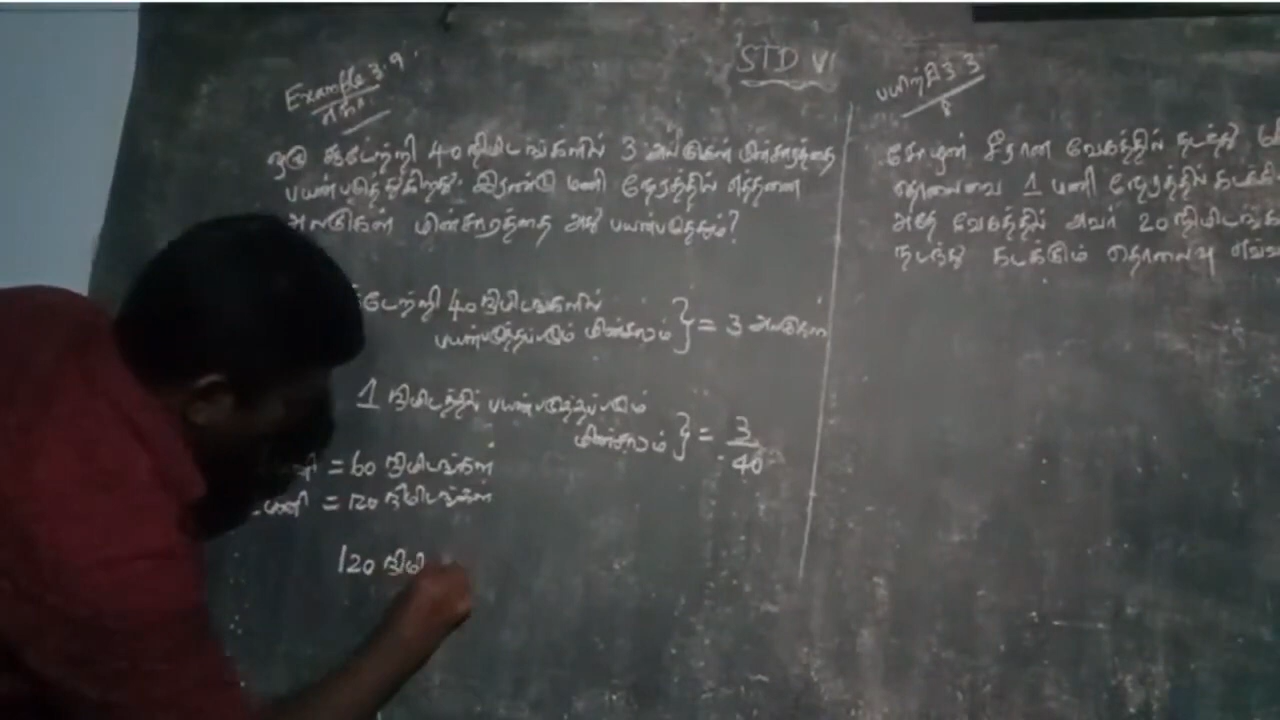 STD VI
Example 3.9
எ.கா.
ஒரு சூடேற்றி 40 நிமிடங்களில் 3 அலகுகள் மின்சாரத்தை
பயன்படுத்துகிறது. இரண்டு மணி நேரத்தில் எத்தனை
அலகுகள் மின்சாரத்தை அது பயன்படுத்தும்?
40 நிமிடங்களில்
பயன்படுத்தப்படும் மின்சாரம் } = 3 அலகுகள்
1 நிமிடத்தில் பயன்படுத்தப்படும்
மின்சாரம் } = 3/40
= 60 நிமிடங்கள்
மணி = 120 நிமிடங்கள்
120 நிமி
பயிற்சி 3.3
சோழன் சீரான வேகத்தில் நடந்து
தொலைவை 1 மணி நேரத்தில்
அதே வேகத்தில் அவர் 20
நடந்து கடக்கும் தொலைவு